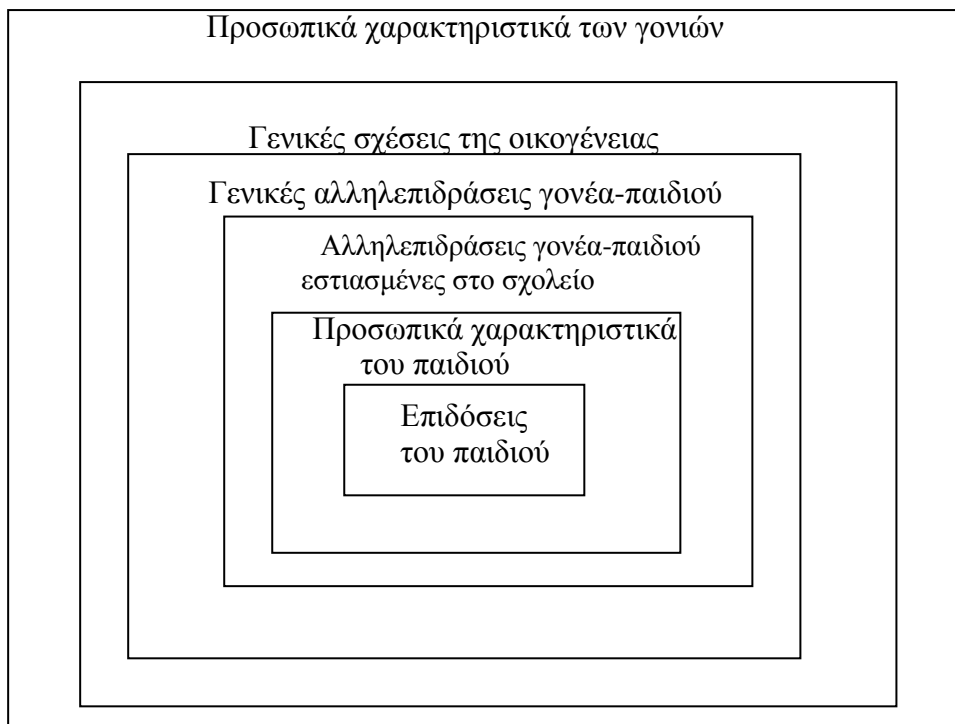 Προσωπικά χαρακτηριστικά των γονιών
Γενικές σχέσεις της οικογένειας
Γενικές αλληλεπιδράσεις γονέα-παιδιού
Αλληλεπιδράσεις γονέα-παιδιού
εστιασμένες στο σχολείο
Προσωπικά χαρακτηριστικά
του παιδιού
Επιδόσεις
του παιδιού